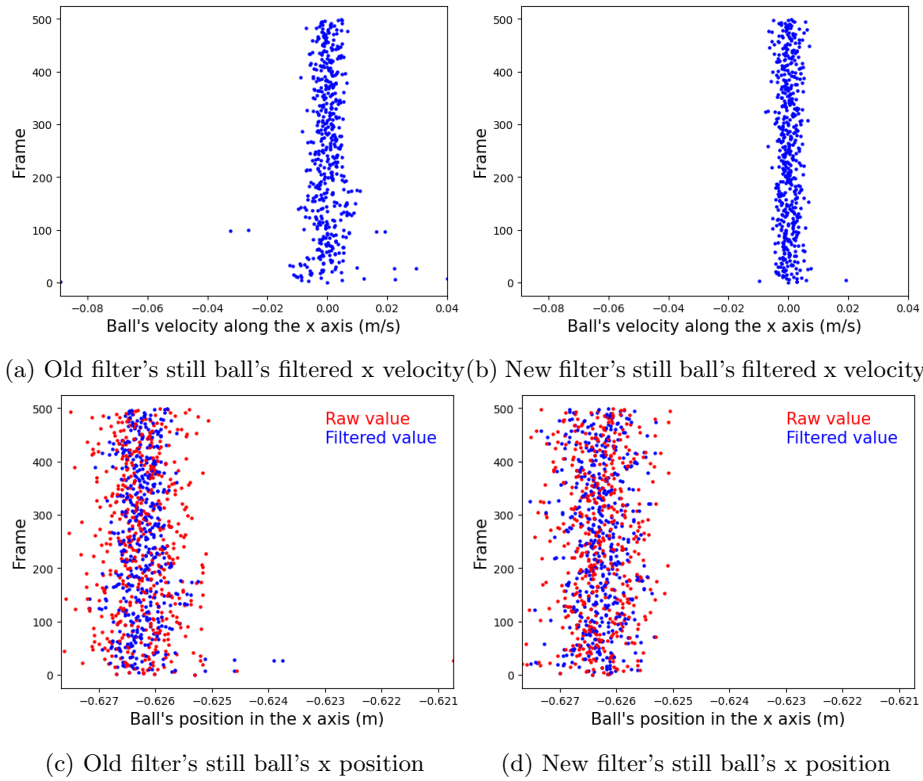 500
400
300
200
100
0
Frame
−0.08 −0.06 −0.04 −0.02 0.00 0.02 0.04
Ball's velocity along the x axis (m/s)
(a) Old filter's still ball's filtered x velocity
500
400
300
200
100
0
Frame
−0.08 −0.06 −0.04 −0.02 0.00 0.02 0.04
Ball's velocity along the x axis (m/s)
(b) New filter's still ball's filtered x velocity
500
400
300
200
100
0
Frame
Raw value
Filtered value
−0.627 −0.626 −0.625 −0.624 −0.623 −0.622 −0.621
Ball's position in the x axis (m)
(c) Old filter's still ball's x position
500
400
300
200
100
0
Frame
Raw value
Filtered value
−0.627 −0.626 −0.625 −0.624 −0.623 −0.622 −0.621
Ball's position in the x axis (m)
(d) New filter's still ball's x position